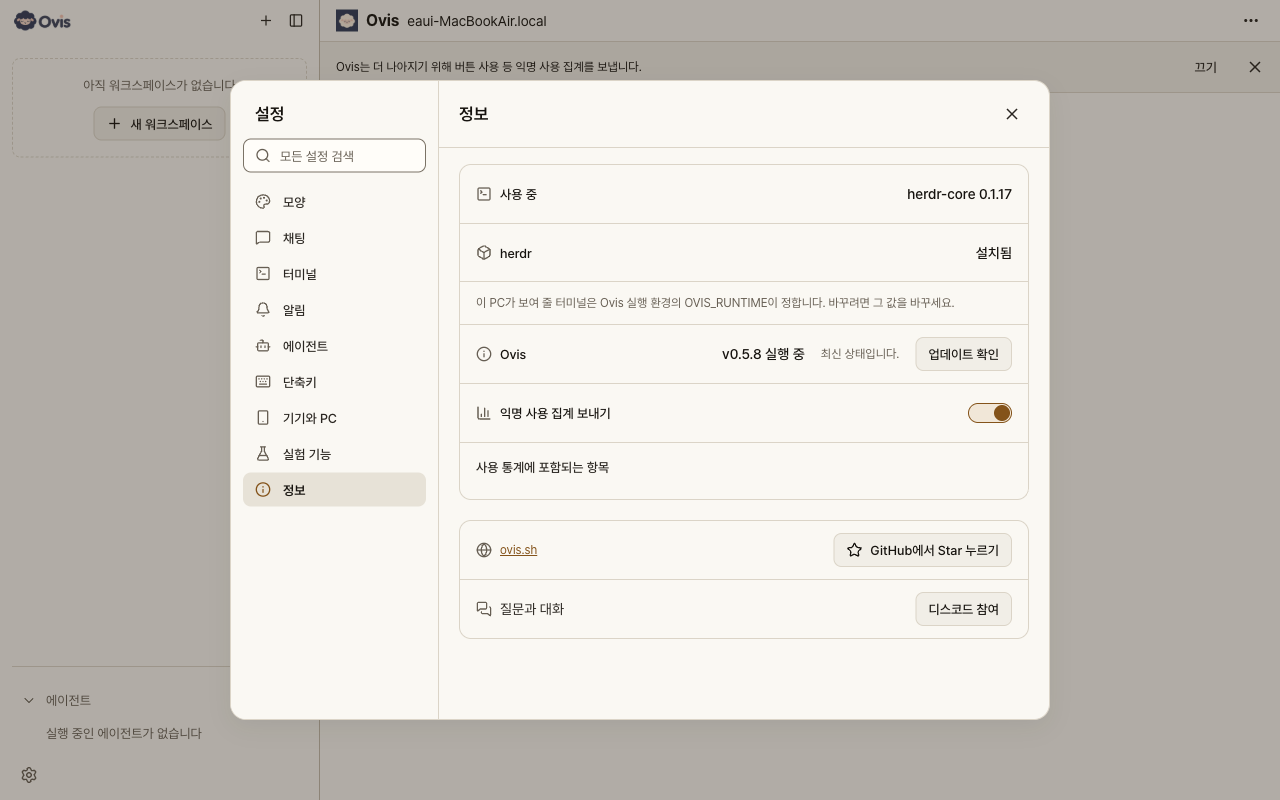 Ovis
Ovis eaui-MacBookAir.local
Ovis는 더 나아지기 위해 버튼 사용 등 익명 사용 집계를 보냅니다.
끄기
아직 워크스페이스가 없습니다
새 워크스페이스
에이전트
실행 중인 에이전트가 없습니다
설정
모든 설정 검색
모양
채팅
터미널
알림
에이전트
단축키
기기와 PC
실험 기능
정보
정보
사용 중 herdr-core 0.1.17
herdr 설치됨
이 PC가 보여 줄 터미널은 Ovis 실행 환경의 OVIS_RUNTIME이 정합니다. 바꾸려면 그 값을 바꾸세요.
Ovis v0.5.8 실행 중 최신 상태입니다. 업데이트 확인
익명 사용 집계 보내기
사용 통계에 포함되는 항목
ovis.sh GitHub에서 Star 누르기
질문과 대화 디스코드 참여